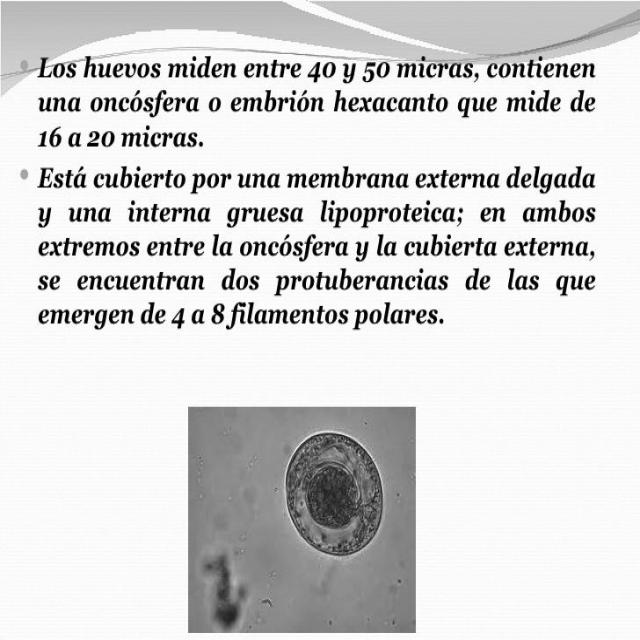 Los huevos miden entre 40 y 50 micras, contienen
una oncósfera o embrión hexacanto que mide de
16 a 20 micras.
Está cubierto por una membrana externa delgada
y una interna gruesa lipoproteica; en ambos
extremos entre la oncósfera y la cubierta externa,
se encuentran dos protuberancias de las que
emergen de 4 a 8 filamentos polares.